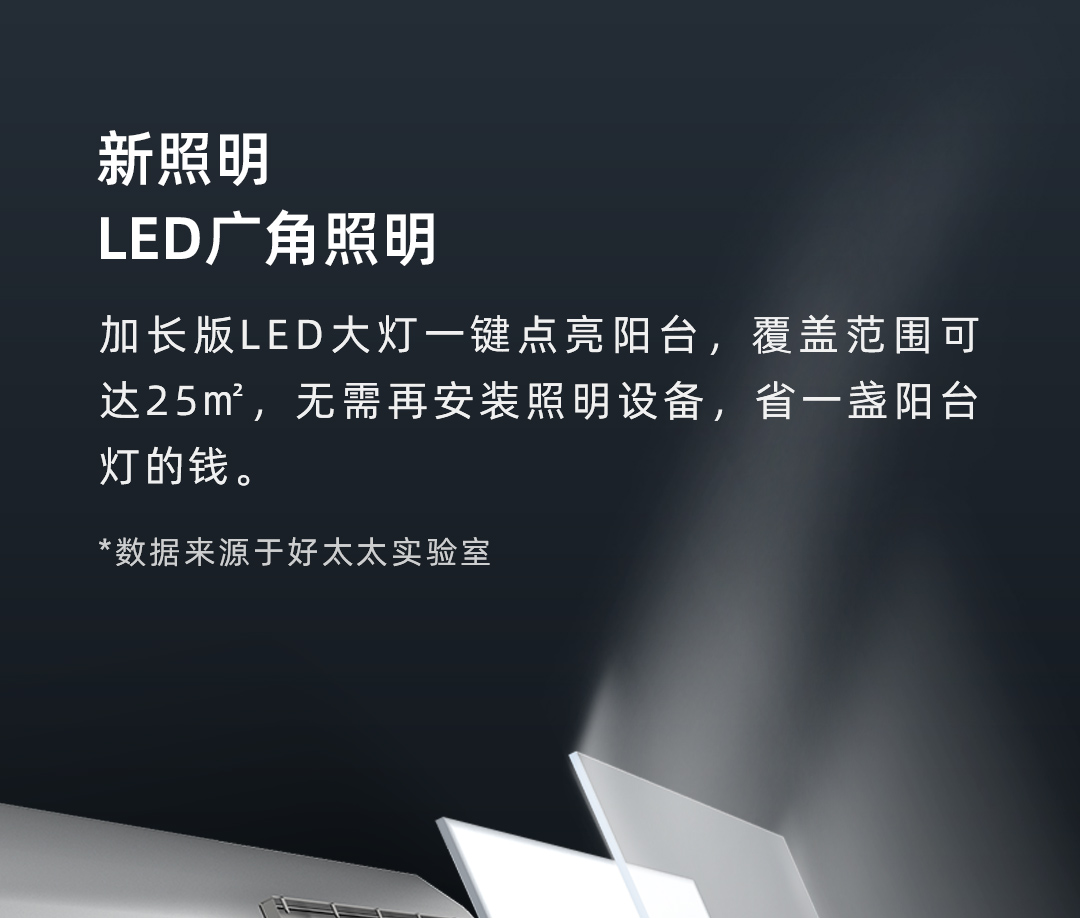 新照明
LED广角照明
加长版LED大灯一键点亮阳台，覆盖范围可
达25㎡，无需再安装照明设备，省一盏阳台
灯的钱。
*数据来源于好太太实验室